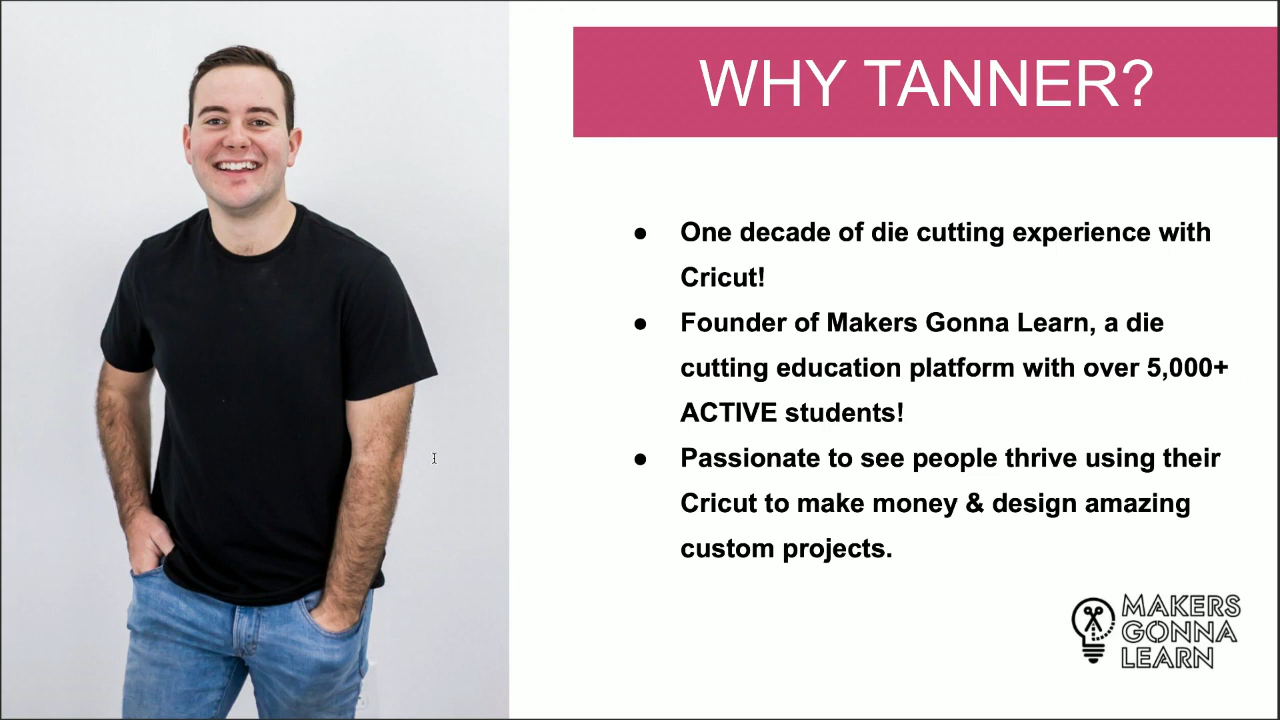 WHY TANNER?
● One decade of die cutting experience with
Cricut!
● Founder of Makers Gonna Learn, a die
cutting education platform with over 5,000+
ACTIVE students!
● Passionate to see people thrive using their
Cricut to make money & design amazing
custom projects.
MAKERS
GONNA
LEARN